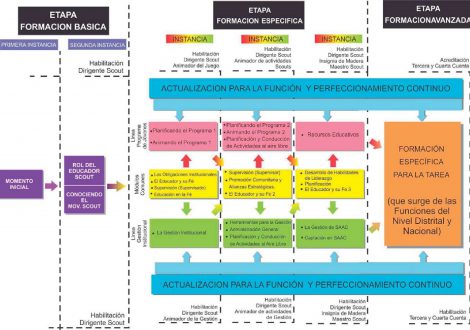 ETAPA
FORMACION BASICA
ETAPA
FORMACION ESPECIFICA
ETAPA
FORMACIONAVANZADA
PRIMERA INSTANCIA
SEGUNDA INSTANCIA
INSTANCIA
INSTANCIA
INSTANCIA
Habilitación
Dirigente Scout
Habilitación
Dirigente Scout
Animador del Juego
Habilitación
Dirigente Scout
Animador de actividades
Scouts
Habilitación
Dirigente Scout
Insignia de Madera
Maestro Scout
Acreditación
Tercera y Cuarta Cuenta
ACTUALIZACION PARA LA FUNCIÓN Y PERFECCIONAMIENTO CONTINUO
Línea
Programa de
Jóvenes
Planificando el Programa 1
Animando el Programa 1
Planificando el Programa 2
Animando el Programa 2
Planificación y Conducción
de Actividades al aire libre
Recursos Educativos
MOMENTO
INICIAL
ROL DEL
EDUCADOR
SCOUT
CONOCIENDO
EL
MOV. SCOUT
Módulos
Comunes
Las Obligaciones Institucionales
El Educador y su Fe
Supervisión (Supervisado)
Educación en la Fe
Supervisión (Supervisor)
Promoción Comunitaria y
Alianzas Estratégicas
El Educador y su Fe 2
Desarrollo de Habilidades de
Liderazgo
Planificación
El Educador y su Fe 3
FORMACIÓN
ESPECÍFICA
PARA LA TAREA
(que surge de las
Funciones del
Nivel Distrital y
Nacional)
Línea
Gestión
Institucional
La Gestión Institucional
Herramientas para la Gestión
Administración General
Planificación y Conducción
de Actividades al Aire Libre
La Gestión de SAAC
Captación en SAAC
ACTUALIZACION PARA LA FUNCIÓN Y PERFECCIONAMIENTO CONTINUO
Habilitación
Dirigente Scout
Habilitación
Dirigente Scout
Animador de la Gestión
Habilitación
Dirigente Scout
Animador de actividades
de Gestión
Habilitación
Dirigente Scout
Insignia de Madera
Maestro Scout
Habilitación
Tercera y Cuarta Cuenta